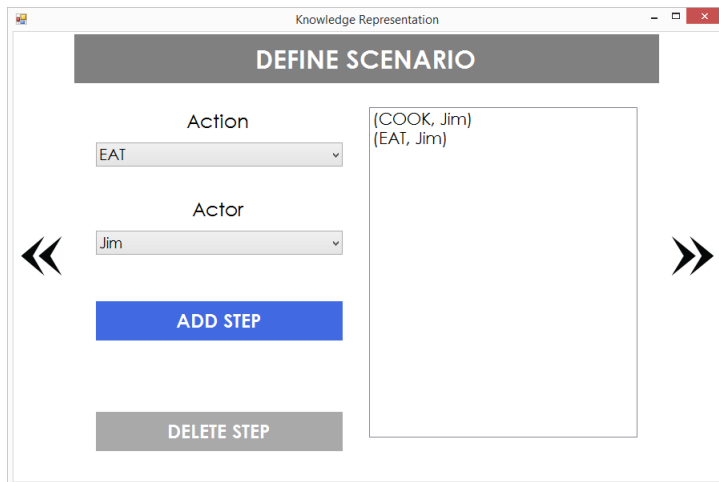 Knowledge Representation
DEFINE SCENARIO
Action
EAT
Actor
Jim
ADD STEP
DELETE STEP
(COOK, Jim)
(EAT, Jim)